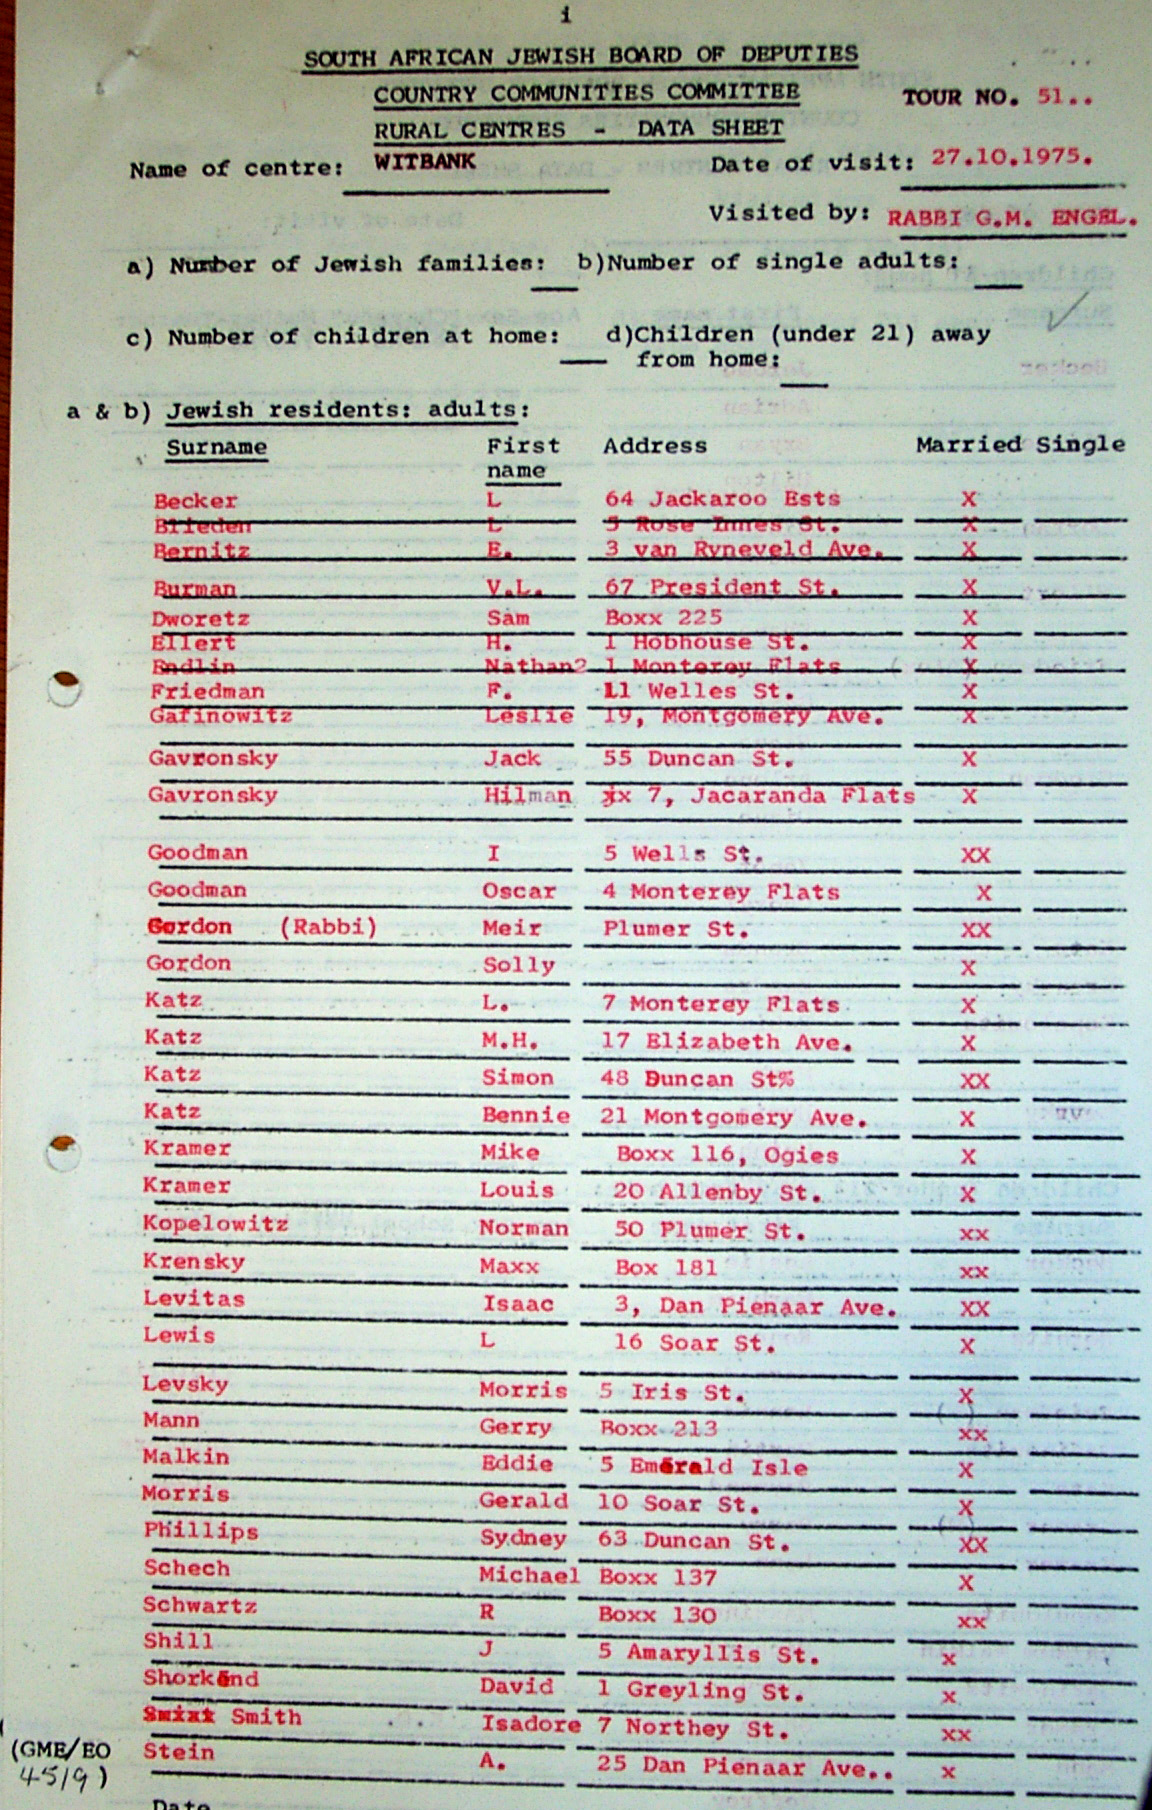 i
SOUTH AFRICAN JEWISH BOARD OF DEPUTIES
COUNTRY COMMUNITIES COMMITTEE TOUR NO. 51..
RURAL CENTRES - DATA SHEET
Name of centre: WITBANK Date of visit: 27.10.1975.
Visited by: RABBI G.M. ENGEL.
a) Number of Jewish families: b)Number of single adults:
c) Number of children at home: d)Children (under 21) away
from home:
a & b) Jewish residents: adults:
Surname First Address Married Single
name
Becker L 64 Jackaroo Ests X
Brieden L 5 Rose Innes St. X
Bernitz E. 3 van Ryneveld Ave. X
Burman V.L. 67 President St. X
Dworetz Sam Boxx 225 X
Ellert H. 1 Hobhouse St. X
Endlin Nathan2 1 Monterey Flats X
Friedman F. 11 Welles St. X
Gafinowitz Leslie 19, Montgomery Ave. X
Gavronsky Jack 55 Duncan St. X
Gavronsky Hilman jx 7, Jacaranda Flats X
Goodman I 5 Wells St. XX
Goodman Oscar 4 Monterey Flats X
Gordon (Rabbi) Meir Plumer St. XX
Gordon Solly X
Katz L. 7 Monterey Flats X
Katz M.H. 17 Elizabeth Ave. X
Katz Simon 48 Duncan St% XX
Katz Bennie 21 Montgomery Ave. X
Kramer Mike Boxx 116, Ogies X
Kramer Louis 20 Allenby St. X
Kopelowitz Norman 50 Plumer St. XX
Krensky Maxx Box 181 XX
Levitas Isaac 3, Dan Pienaar Ave. XX
Lewis L 16 Soar St. X
Levsky Morris 5 Iris St. X
Mann Gerry Boxx 213 XX
Malkin Eddie 5 Emerald Isle X
Morris Gerald 10 Soar St. X
Phillips Sydney 63 Duncan St. XX
Schech Michael Boxx 137 X
Schwartz R Boxx 130 XX
Shill J 5 Amaryllis St. X
Shorkend David 1 Greyling St. X
Smith Isadore 7 Northey St. XX
(GME/EO Stein A. 25 Dan Pienaar Ave.. X
45/9)
Date